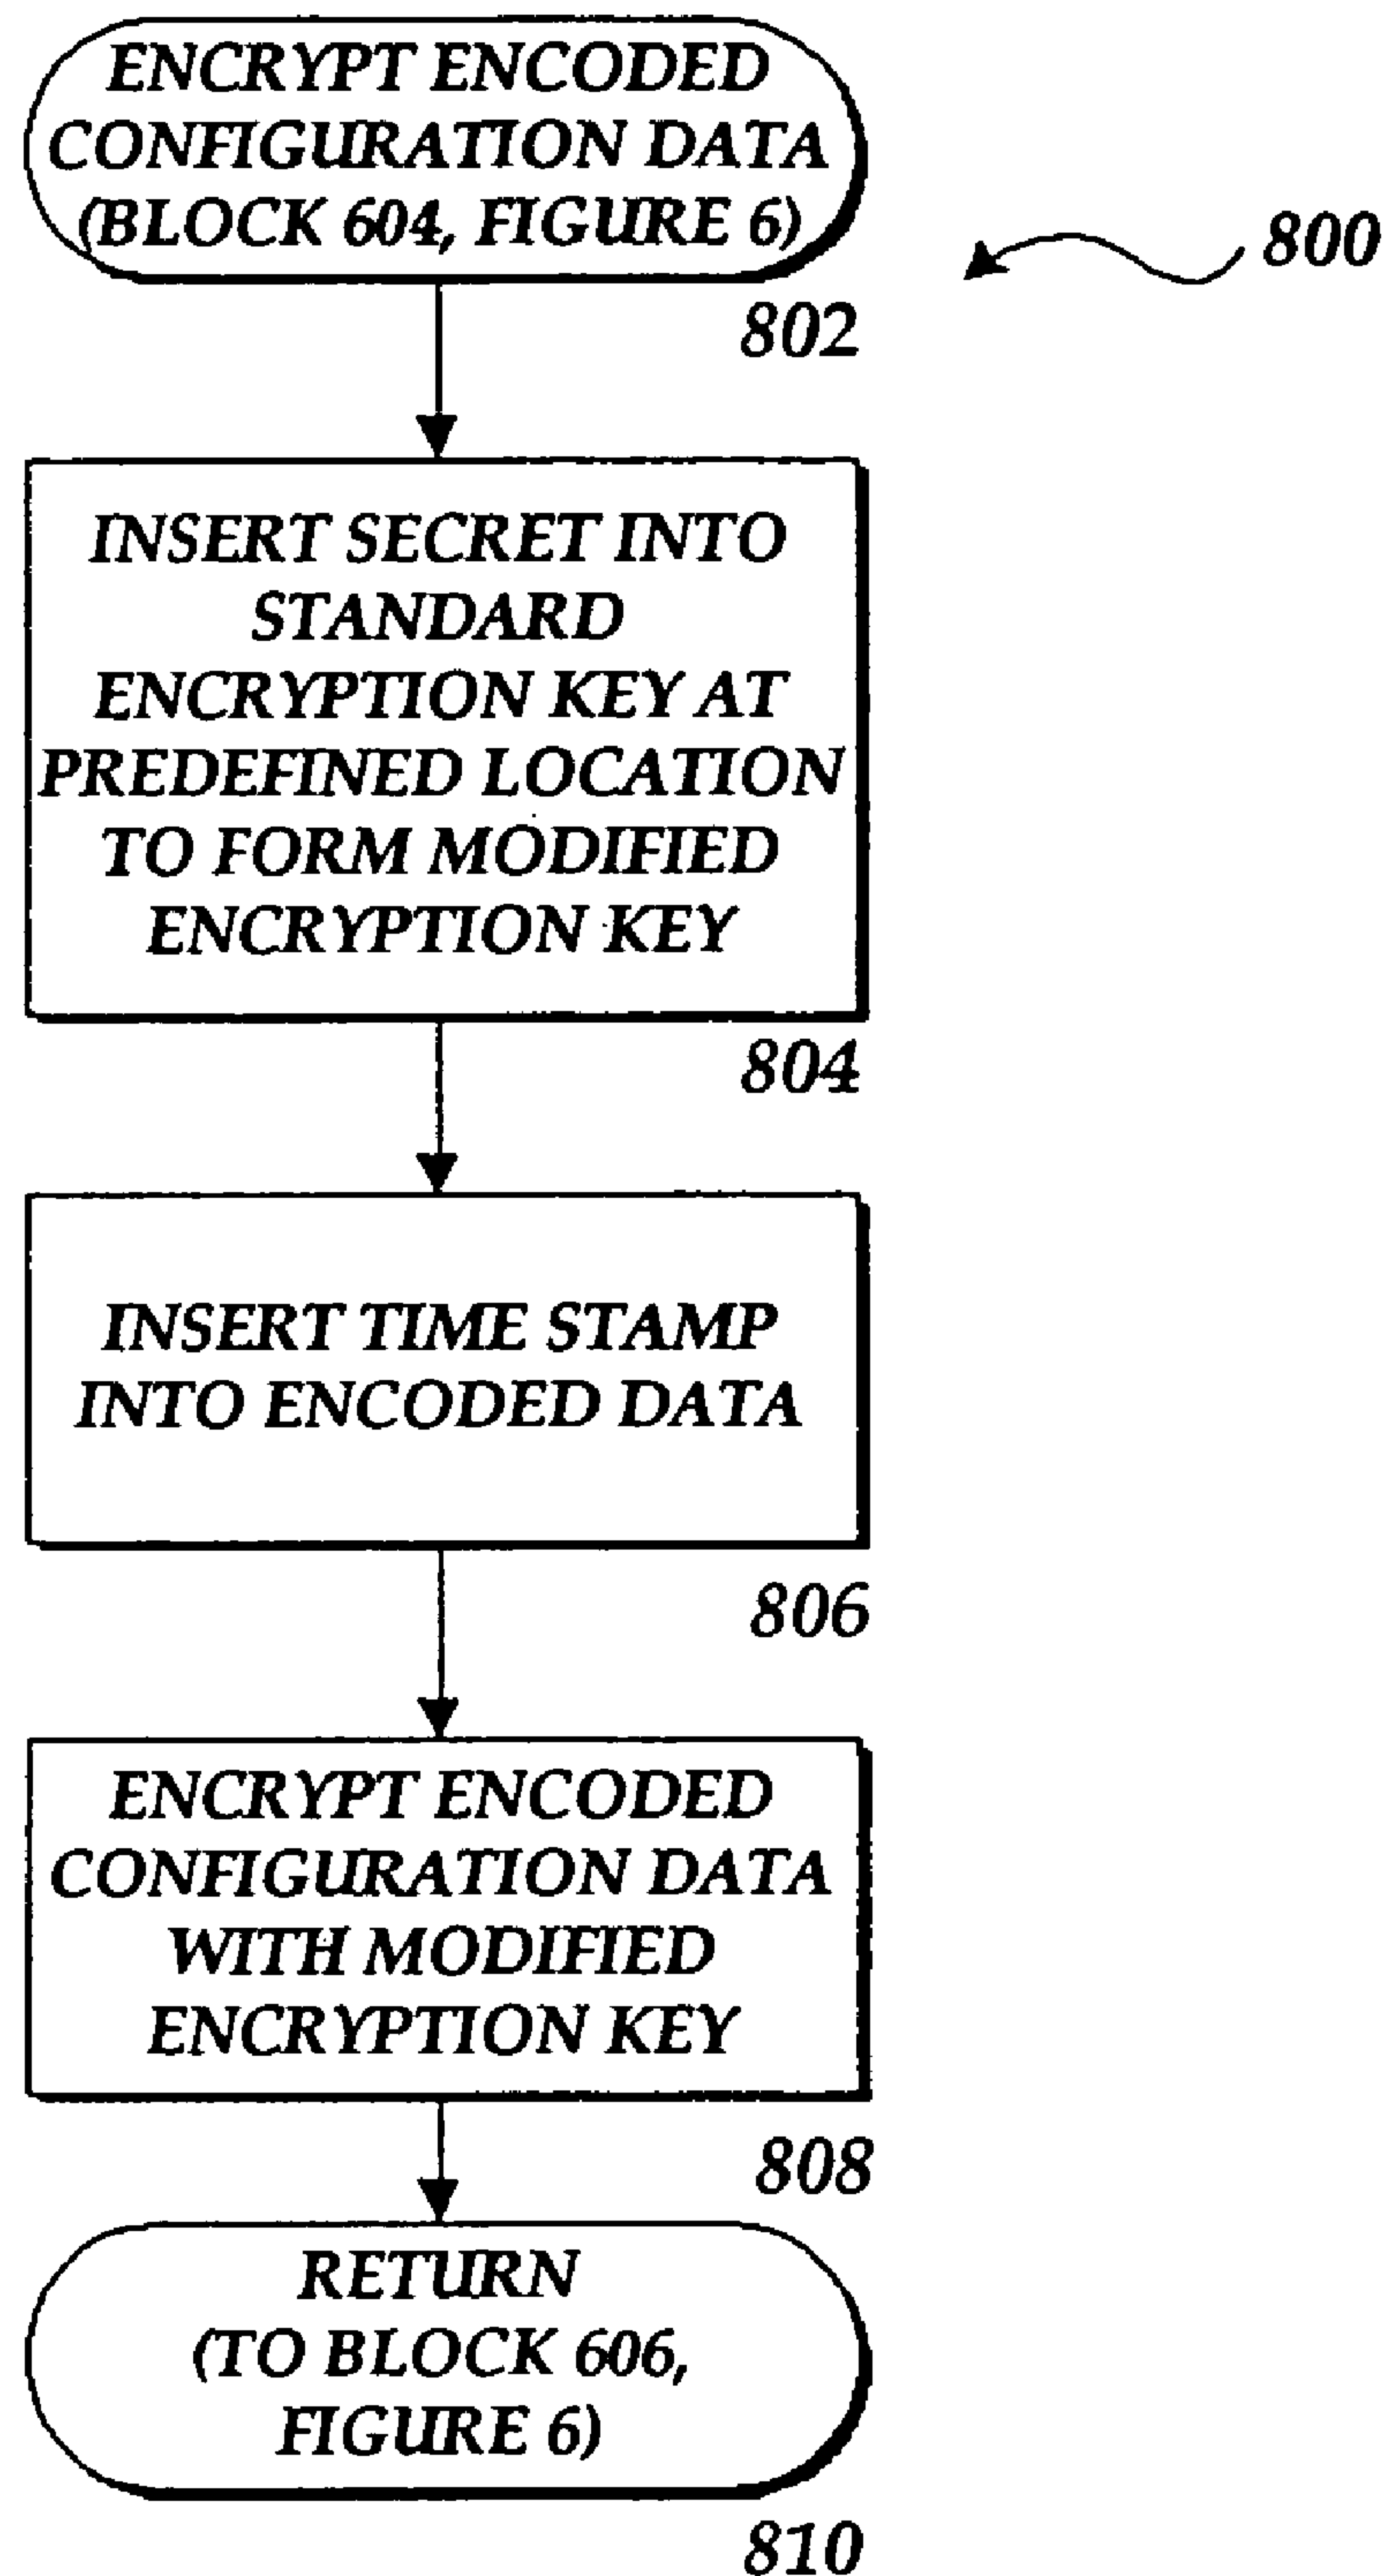 ENCRYPT ENCODED
CONFIGURATION DATA
(BLOCK 604, FIGURE 6)
800
802
INSERT SECRET INTO
STANDARD
ENCRYPTION KEY AT
PREDEFINED LOCATION
TO FORM MODIFIED
ENCRYPTION KEY
804
INSERT TIME STAMP
INTO ENCODED DATA
806
ENCRYPT ENCODED
CONFIGURATION DATA
WITH MODIFIED
ENCRYPTION KEY
808
RETURN
(TO BLOCK 606,
FIGURE 6)
810